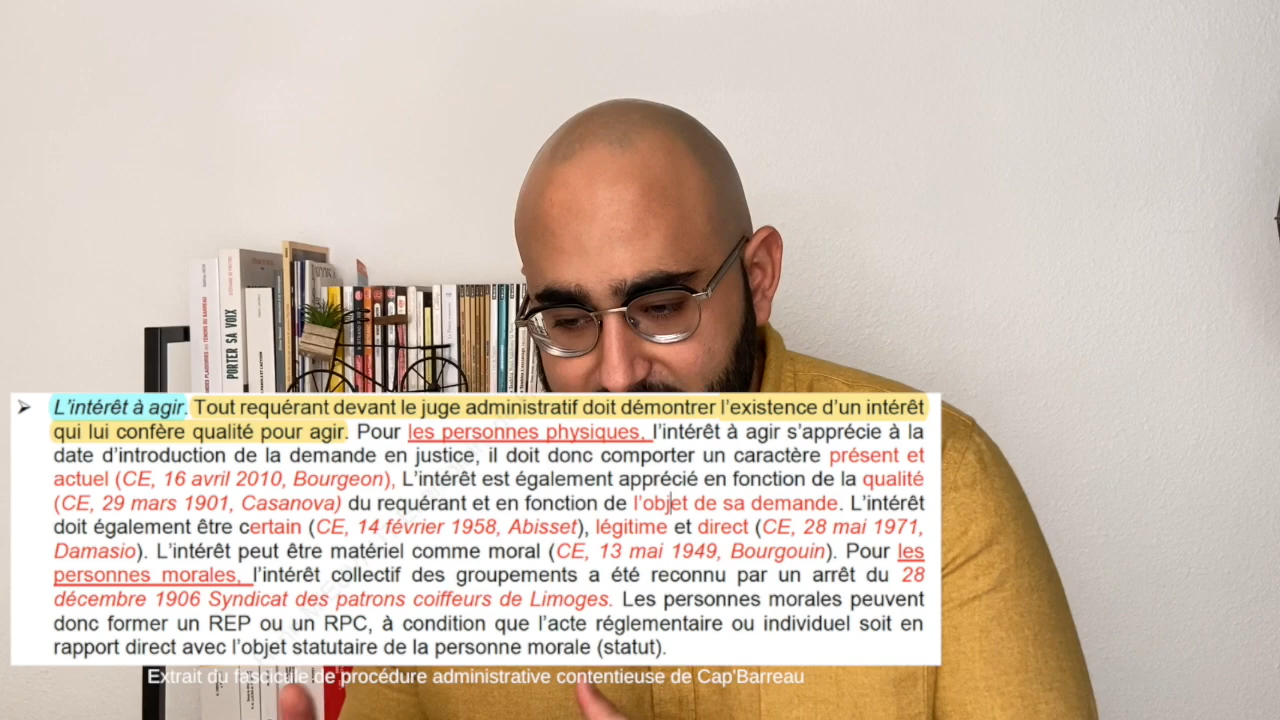 PORTER SA VOIX
➢ L'intérêt à agir. Tout requérant devant le juge administratif doit démontrer l'existence d'un intérêt
qui lui confère qualité pour agir. Pour les personnes physiques, l'intérêt à agir s'apprécie à la
date d'introduction de la demande en justice, il doit donc comporter un caractère présent et
actuel (CE, 16 avril 2010, Bourgeon), L'intérêt est également apprécié en fonction de la qualité
(CE, 29 mars 1901, Casanova) du requérant et en fonction de l'objet de sa demande. L'intérêt
doit également être certain (CE, 14 février 1958, Abisset), légitime et direct (CE, 28 mai 1971,
Damasio). L'intérêt peut être matériel comme moral (CE, 13 mai 1949, Bourgouin). Pour les
personnes morales, l'intérêt collectif des groupements a été reconnu par un arrêt du 28
décembre 1906 Syndicat des patrons coiffeurs de Limoges. Les personnes morales peuvent
donc former un REP ou un RPC, à condition que l'acte réglementaire ou individuel soit en
rapport direct avec l'objet statutaire de la personne morale (statut).
Extrait du fascicule de procédure administrative contentieuse de Cap'Barreau